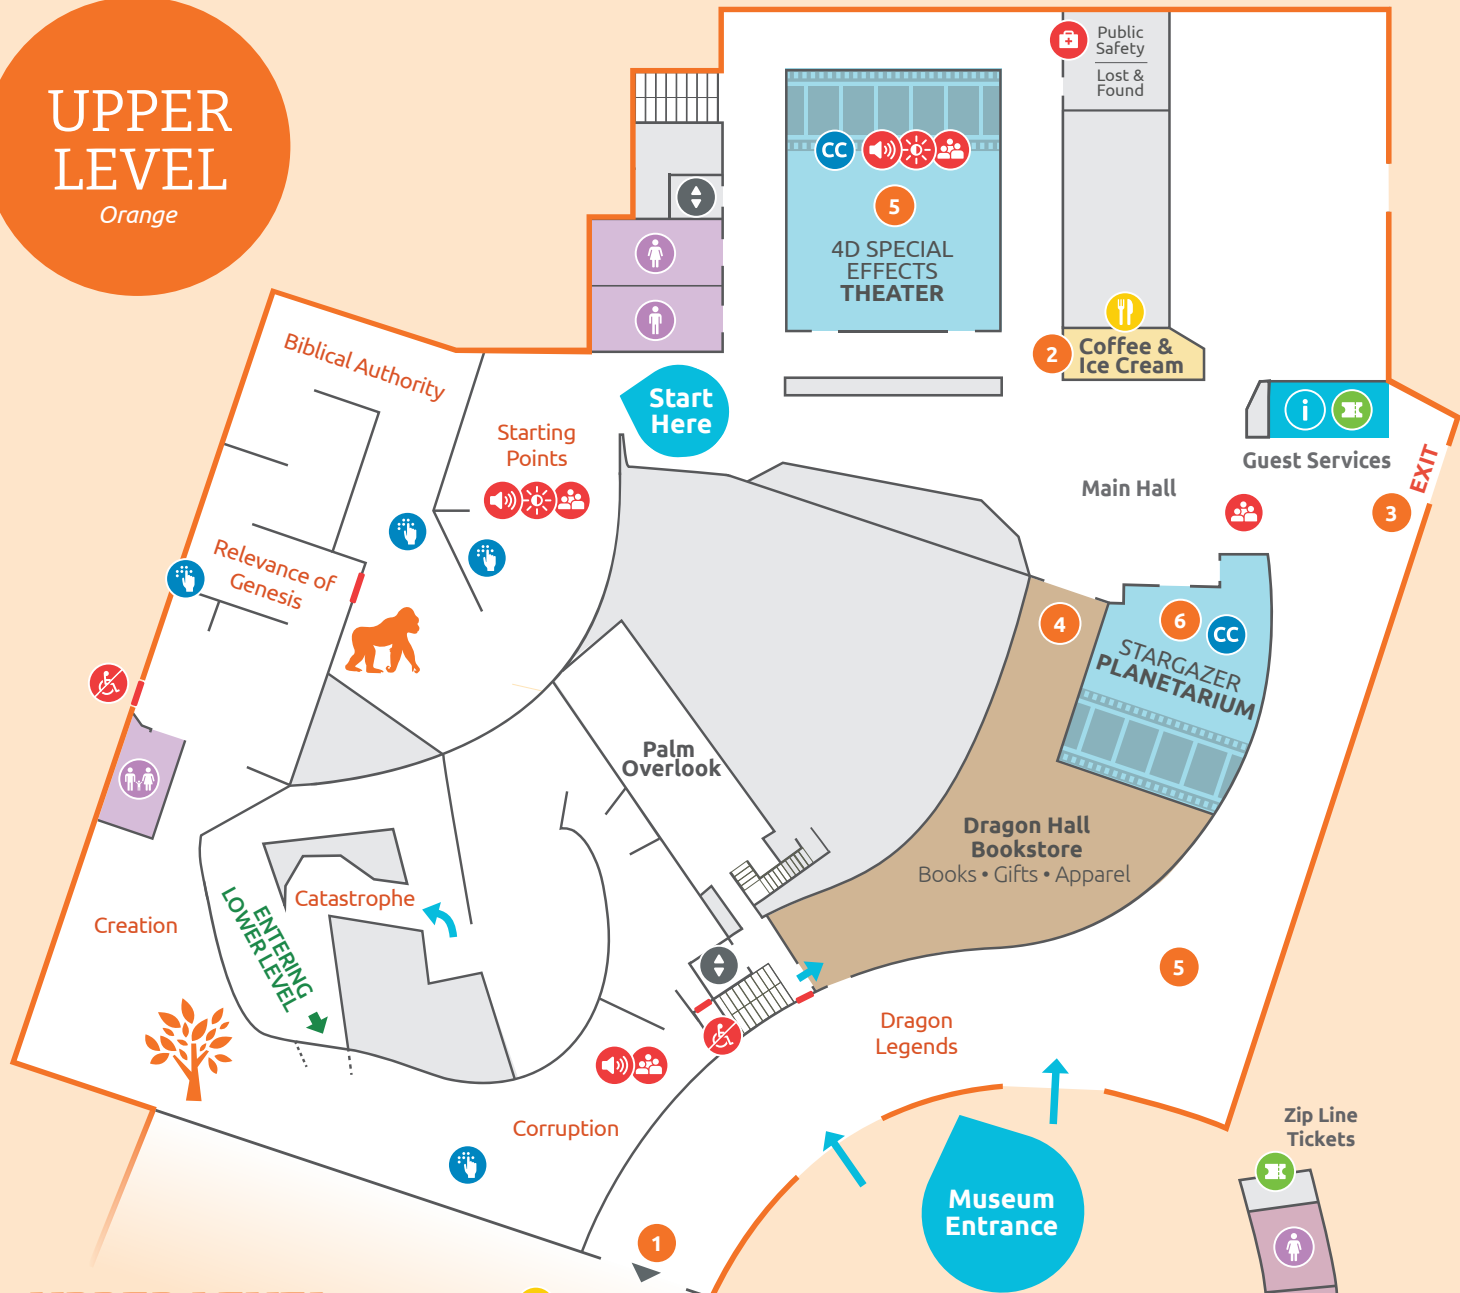 UPPER
LEVEL
Orange
Public
Safety
Lost &
Found
CC
5
4D SPECIAL
EFFECTS
THEATER
2
Coffee &
Ice Cream
Start
Here
i
Guest Services
EXIT
3
Main Hall
Biblical Authority
Starting
Points
Relevance of
Genesis
4
6
CC
STARGAZER
PLANETARIUM
Palm
Overlook
Dragon Hall
Bookstore
Books • Gifts • Apparel
Catastrophe
Creation
ENTERING
LOWER LEVEL
5
Dragon
Legends
Corruption
1
Museum
Entrance
Zip Line
Tickets